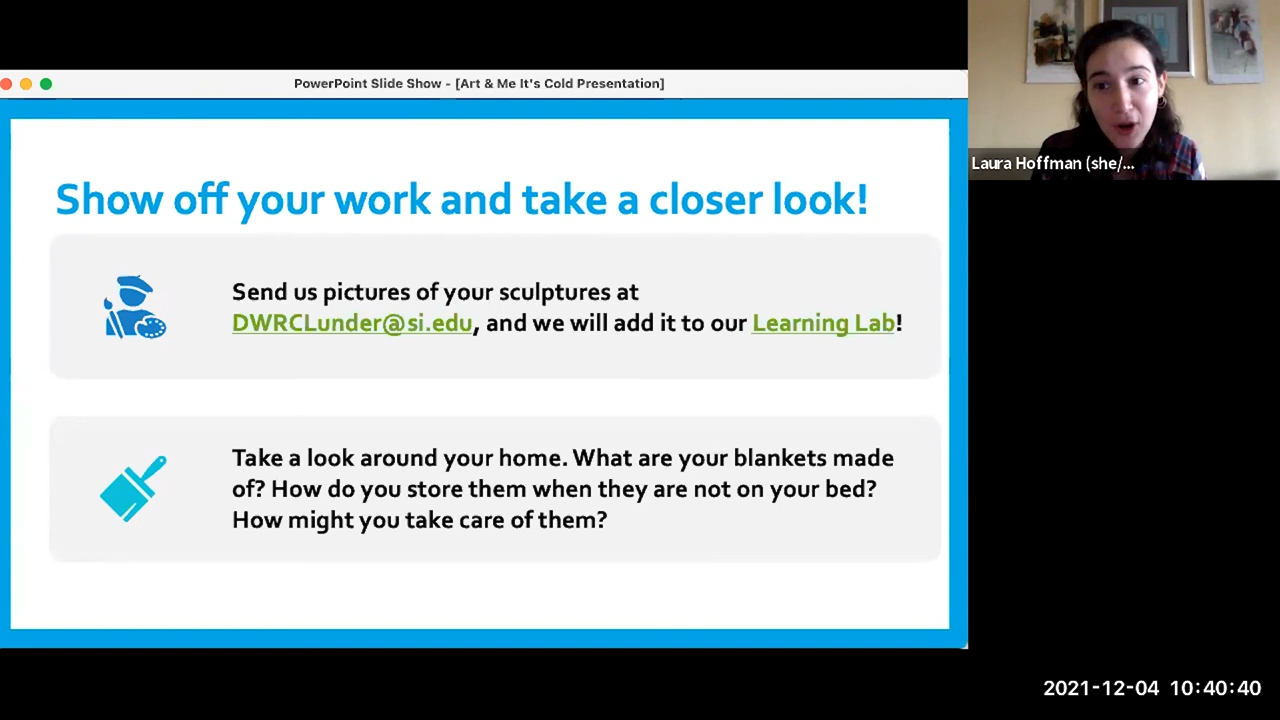 PowerPoint Slide Show - [Art & Me It's Cold Presentation]
Show off your work and take a closer look!
Send us pictures of your sculptures at
DWRCLunder@si.edu, and we will add it to our Learning Lab!
Take a look around your home. What are your blankets made
of? How do you store them when they are not on your bed?
How might you take care of them?
Laura Hoffman (she/...
2021-12-04 10:40:40